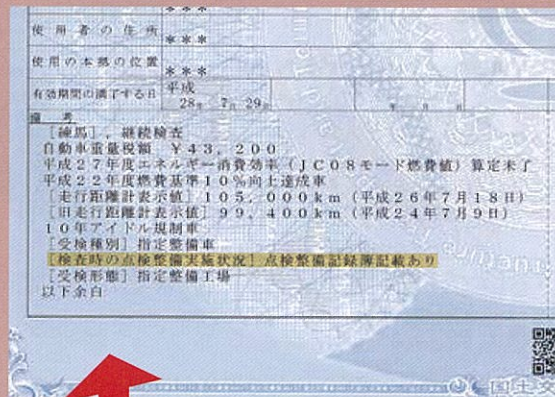 ***
使用者の住所 ***
使用の本拠の位置 ***
有効期間の満了する日 平成 28年 7月 29日 年 月 日
備考
[練馬],継続検査
自動車重量税額 ¥43,200
平成27年度エネルギー消費効率(JC08モード燃費値)算定未了
平成22年度燃費基準10%向上達成車
[走行距離計表示値]105,000km(平成26年7月18日)
[旧走行距離計表示値]99,400km(平成24年7月9日)
10年アイドル規制車
[受検種別]指定整備車
[検査時の点検整備実施状況]点検整備記録簿記載あり
[受検形態]指定整備工場
以下余白
国土交